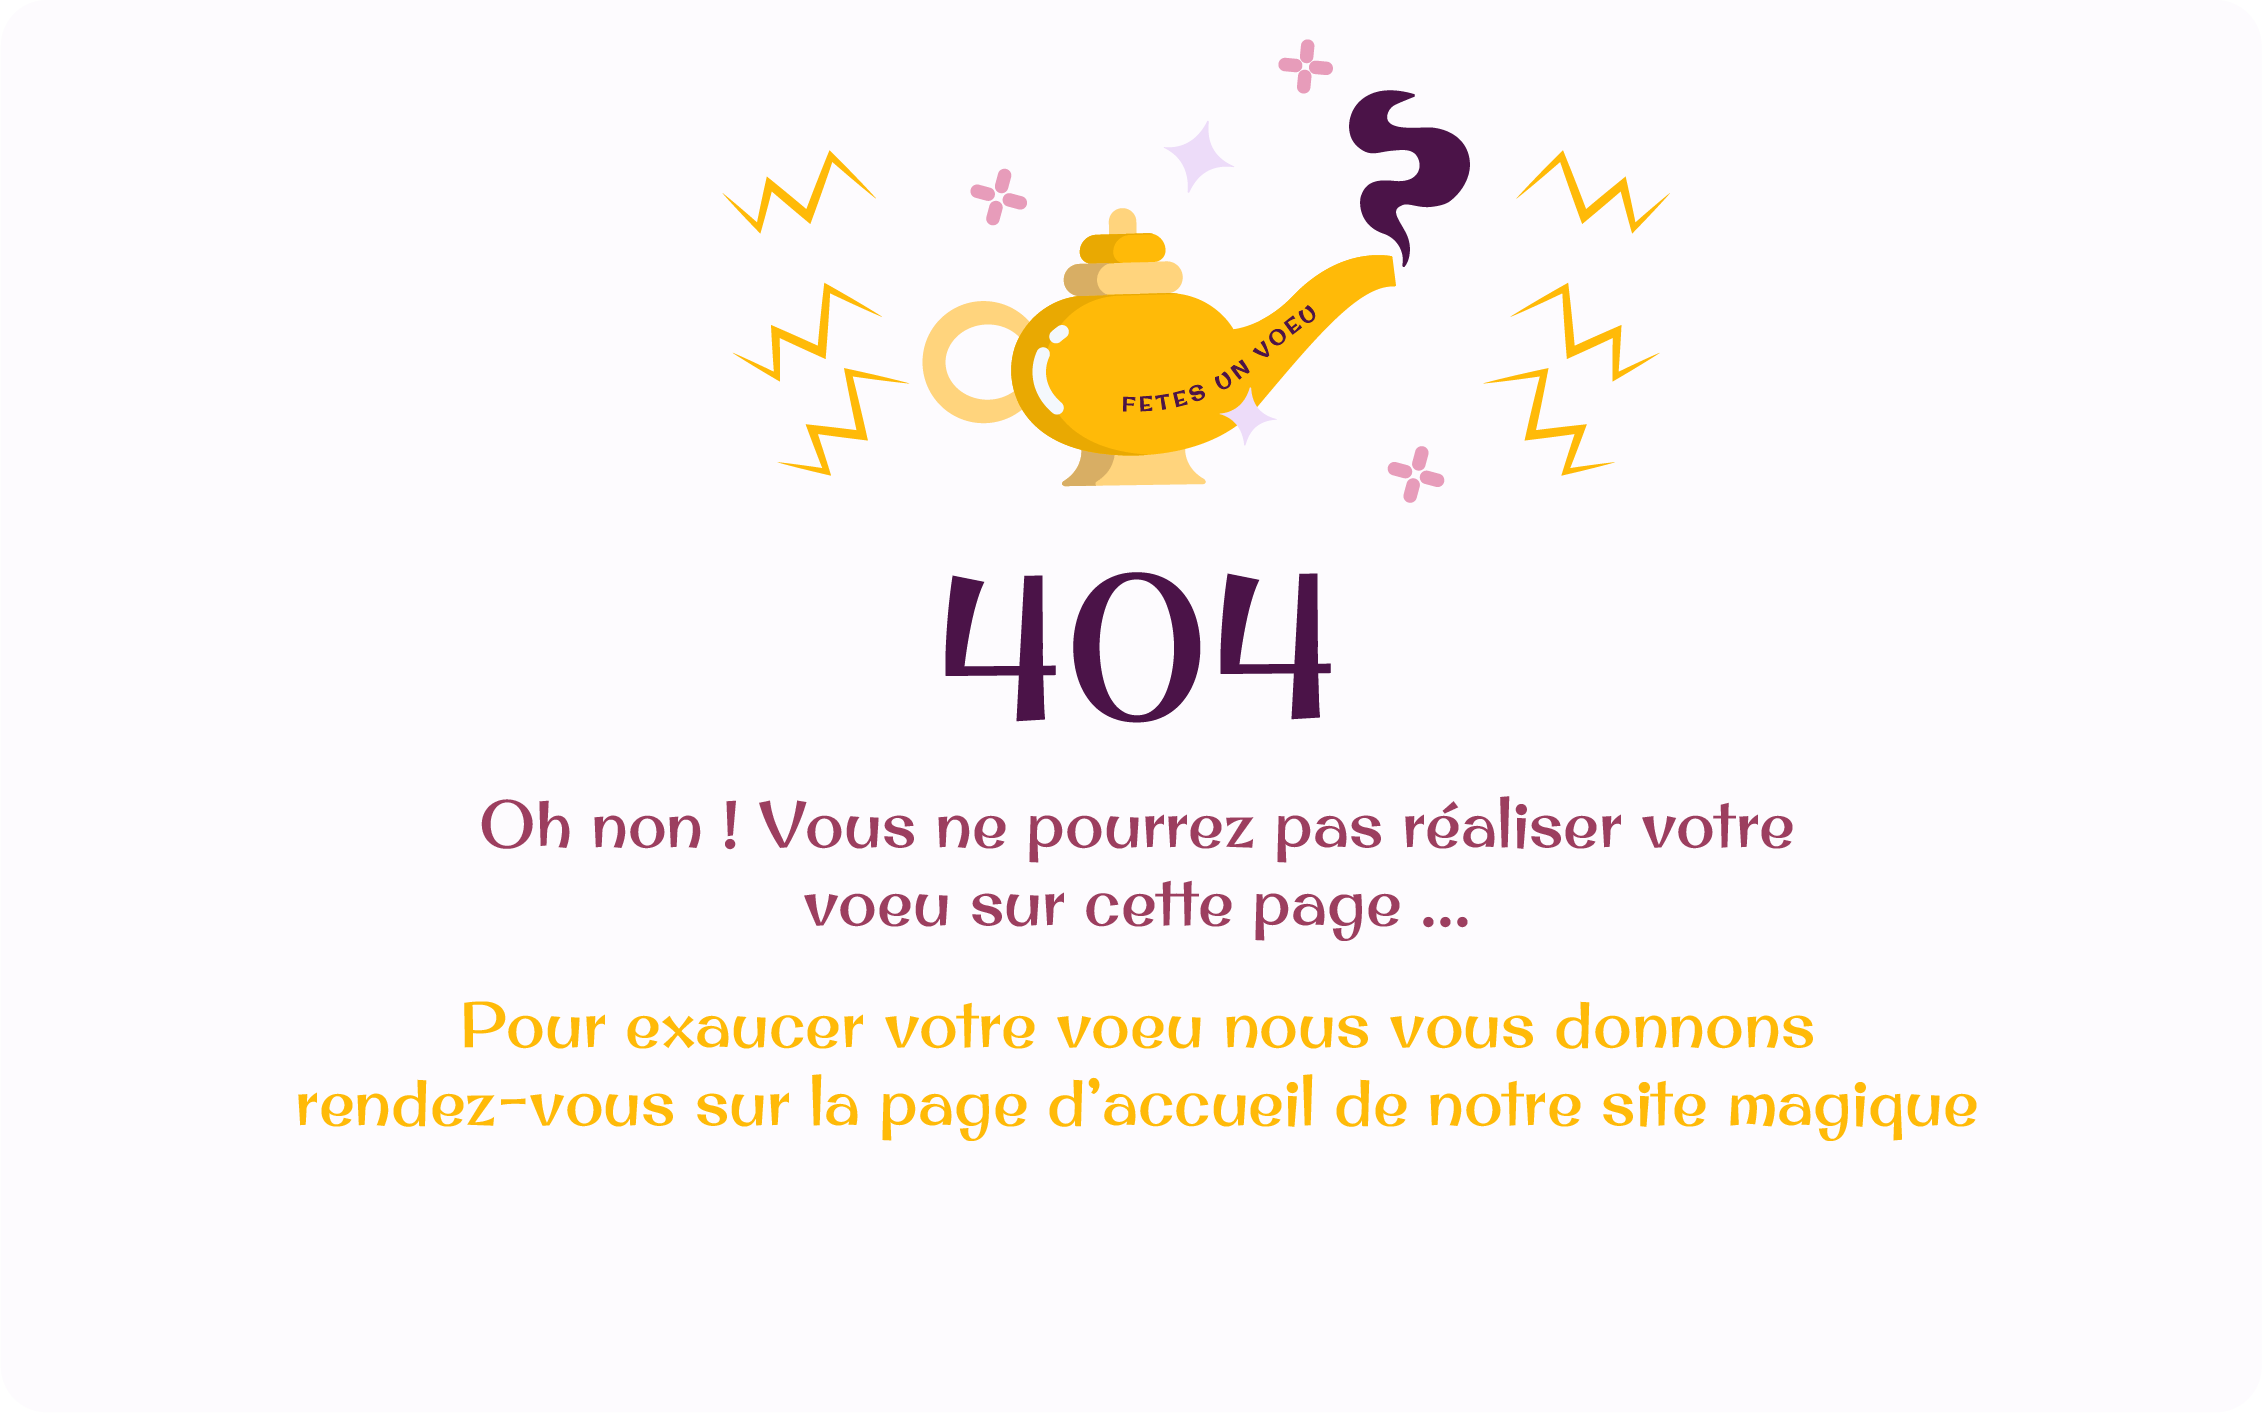 FETES UN VOEU
404
Oh non ! Vous ne pourrez pas réaliser votre
voeu sur cette page ...
Pour exaucer votre voeu nous vous donnons
rendez-vous sur la page d’accueil de notre site magique